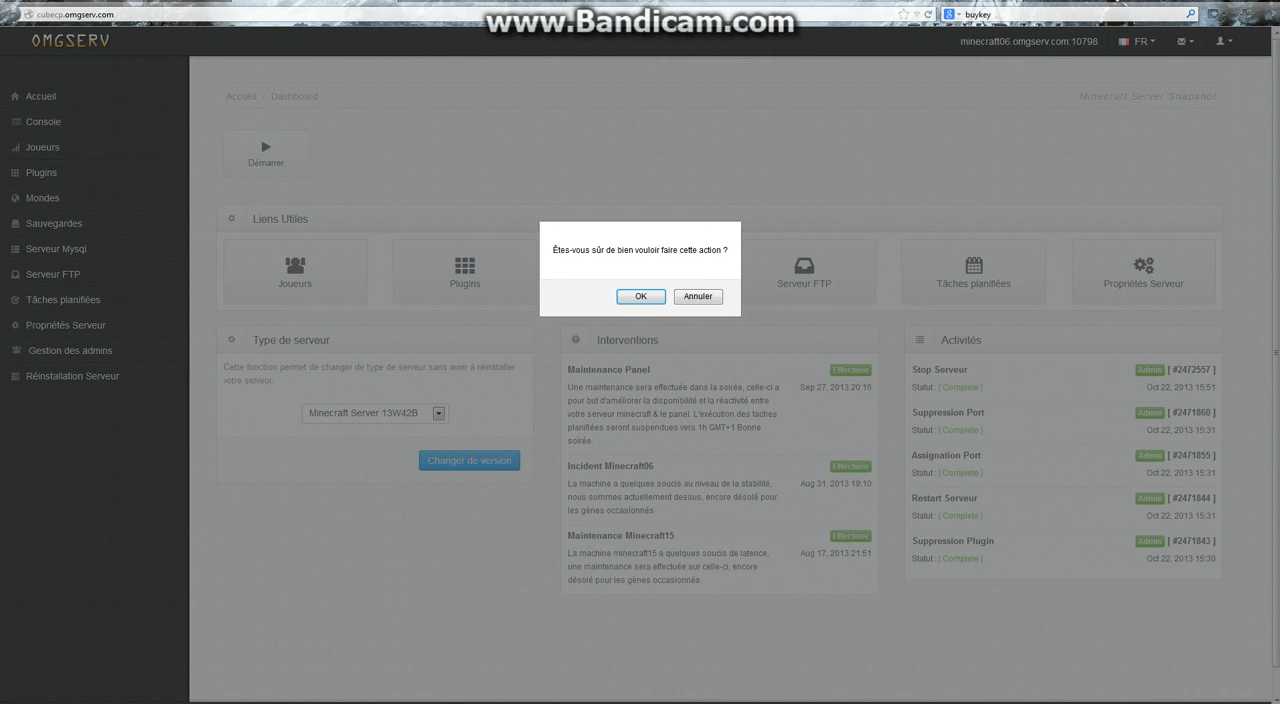 cubecp.omgserv.com
www.Bandicam.com
buykey
OMGSERV
minecraft06.omgserv.com:10798
FR
Accueil
Console
Joueurs
Plugins
Mondes
Sauvegardes
Serveur Mysql
Serveur FTP
Tâches planifiées
Propriétés Serveur
Gestion des admins
Réinstallation Serveur
Accueil / Dashboard
Minecraft Server Snapshot
Démarrer
Liens Utiles
Joueurs
Plugins
Serveur FTP
Tâches planifiées
Propriété Serveur
Êtes-vous sûr de bien vouloir faire cette action ?
OK
Annuler
Type de serveur
Cette fonction permet de changer de type de serveur sans avoir à réinstaller
votre serveur.
Minecraft Server 13W42B
Changer de version
Interventions
Maintenance Panel
Effectuée
Une maintenance sera effectuée dans la soirée, celle-ci a
Sep 27, 2013 20:16
pour but d'améliorer la disponibilité et la réactivité entre
votre serveur minecraft & le panel. L'exécution des taches
planifiées seront suspendues vers 1h GMT+1 Bonne
soirée.
Incident Minecraft06
Effectuée
La machine a quelques soucis au niveau de la stabilité,
Aug 31, 2013 19:10
nous sommes actuellement dessus, encore désolé pour
les gènes occasionnés
Maintenance Minecraft15
Effectuée
La machine minecraft15 a quelques soucis de latence,
Aug 17, 2013 21:51
une maintenance sera effectuée sur celle-ci, encore
désolé pour les gènes occasionnés
Activités
Stop Serveur
Admin [ #2472557 ]
Statut : [ Complete ]
Oct 22, 2013 15:51
Suppression Port
Admin [ #2471860 ]
Statut : [ Complete ]
Oct 22, 2013 15:31
Assignation Port
Admin [ #2471855 ]
Statut : [ Complete ]
Oct 22, 2013 15:31
Restart Serveur
Admin [ #2471844 ]
Statut : [ Complete ]
Oct 22, 2013 15:31
Suppression Plugin
Admin [ #2471843 ]
Statut : [ Complete ]
Oct 22, 2013 15:30